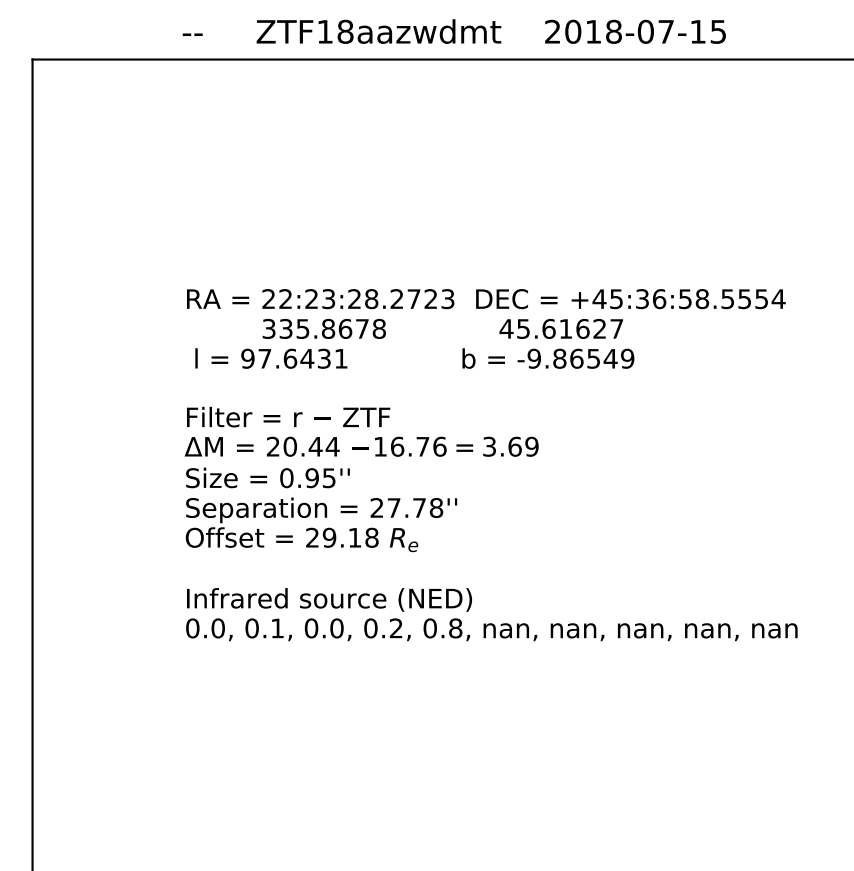 -- ZTF18aazwdmt 2018-07-15
RA = 22:23:28.2723 DEC = +45:36:58.5554
335.8678 45.61627
l = 97.6431 b = -9.86549
Filter = r − ZTF
ΔM = 20.44 −16.76 = 3.69
Size = 0.95''
Separation = 27.78''
Offset = 29.18 Rₑ
Infrared source (NED)
0.0, 0.1, 0.0, 0.2, 0.8, nan, nan, nan, nan, nan